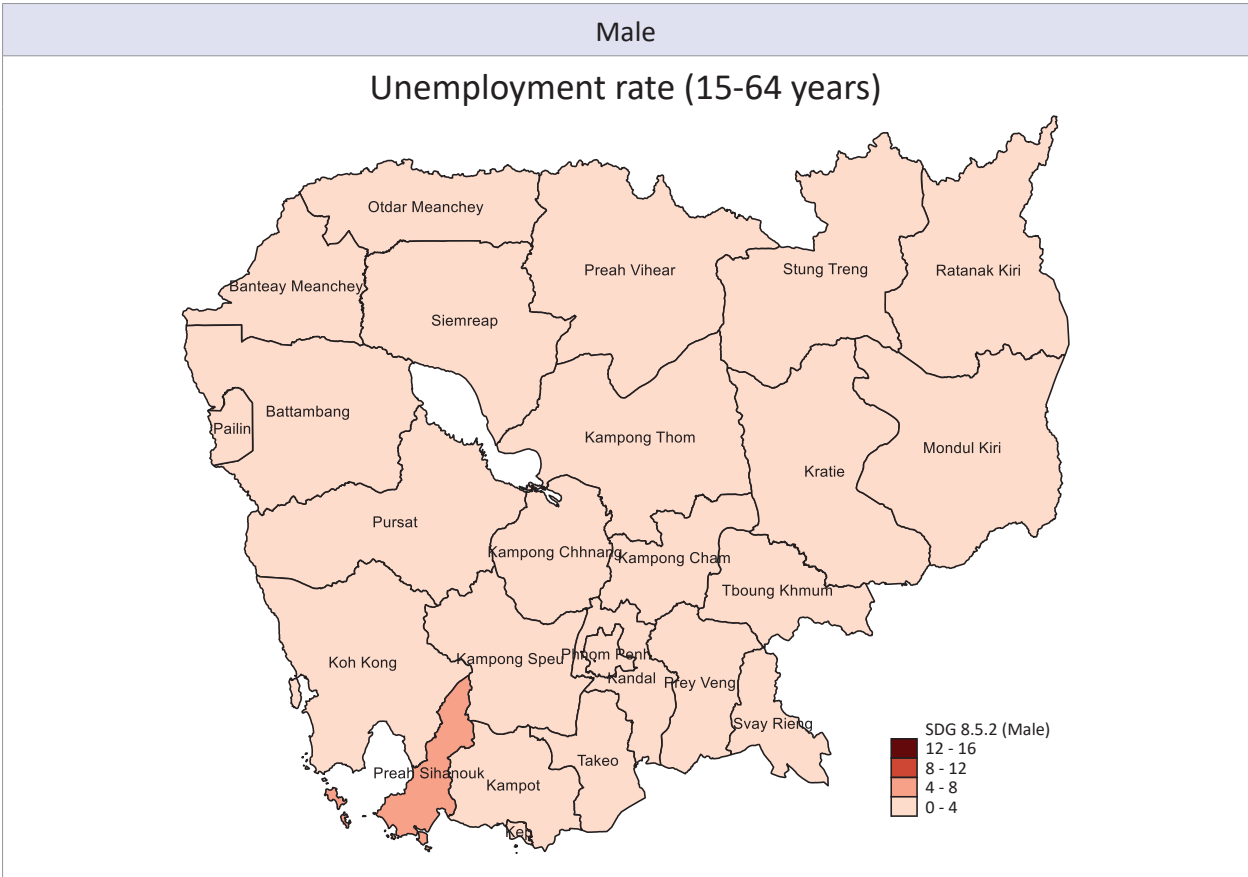 Male
Unemployment rate (15-64 years)
Otdar Meanchey
Preah Vihear
Stung Treng
Ratanak Kiri
Banteay Meanchey
Siemreap
Battambang
Pailin
Kampong Thom
Mondul Kiri
Kratie
Pursat
Kampong Chhnang
Kampong Cham
Tboung Khmum
Koh Kong
Kampong Speu
Phnom Penh
Kandal
Prey Veng
Svay Rieng
Preah Sihanouk
Kampot
Takeo
Kep
SDG 8.5.2 (Male)
12 - 16
8 - 12
4 - 8
0 - 4